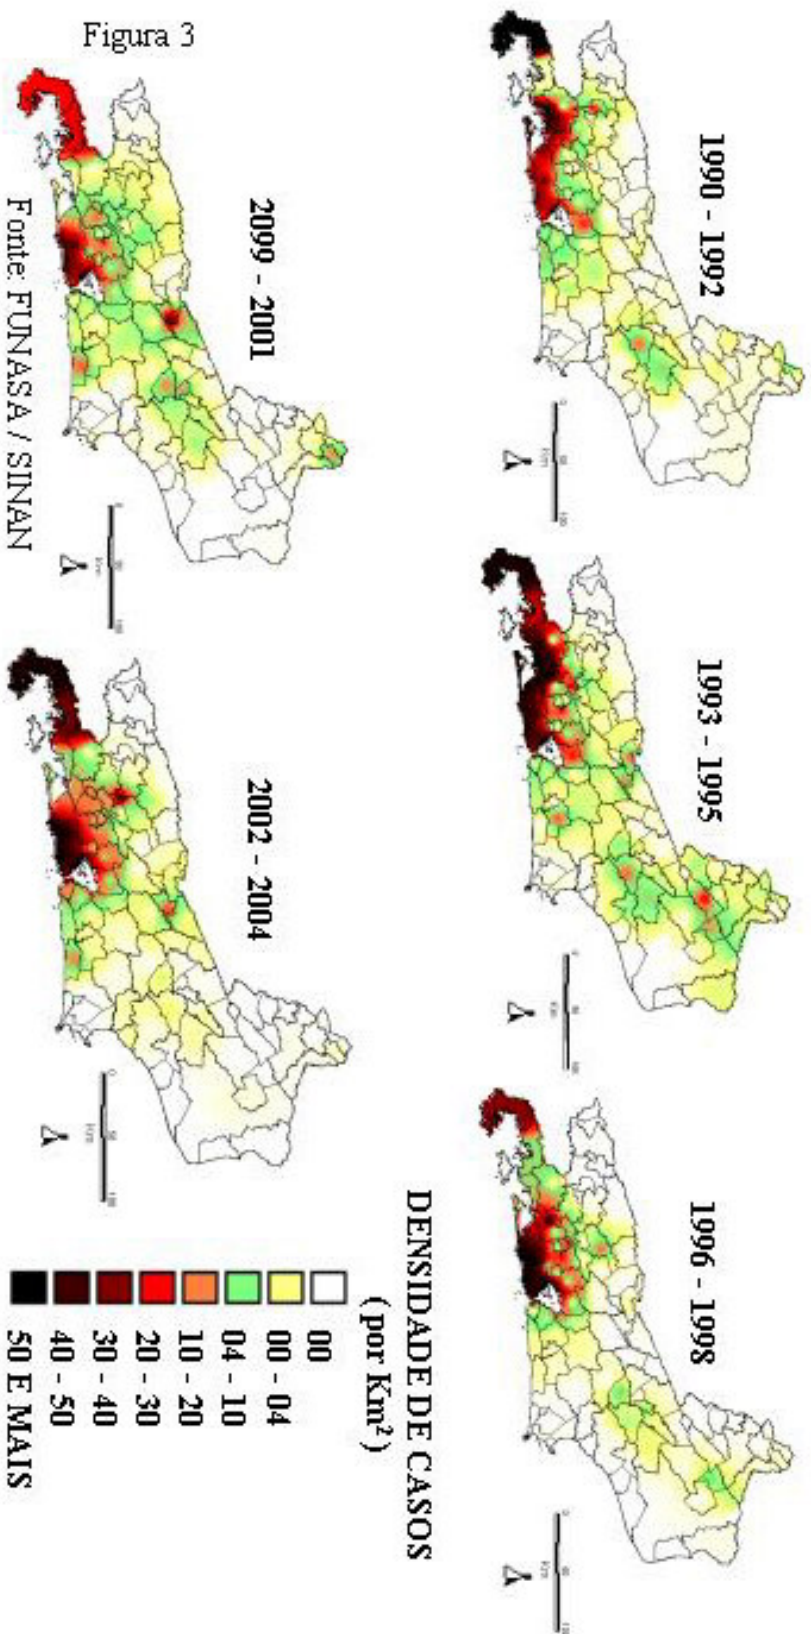 Figura 3
1990 - 1992
1993 - 1995
1996 - 1998
2099 - 2001
2002 - 2004
DENSIDADE DE CASOS
( por Km²)
00
00 - 04
04 - 10
10 - 20
20 - 30
30 - 40
40 - 50
50 E MAIS
Fonte: FUNASA / SINAN